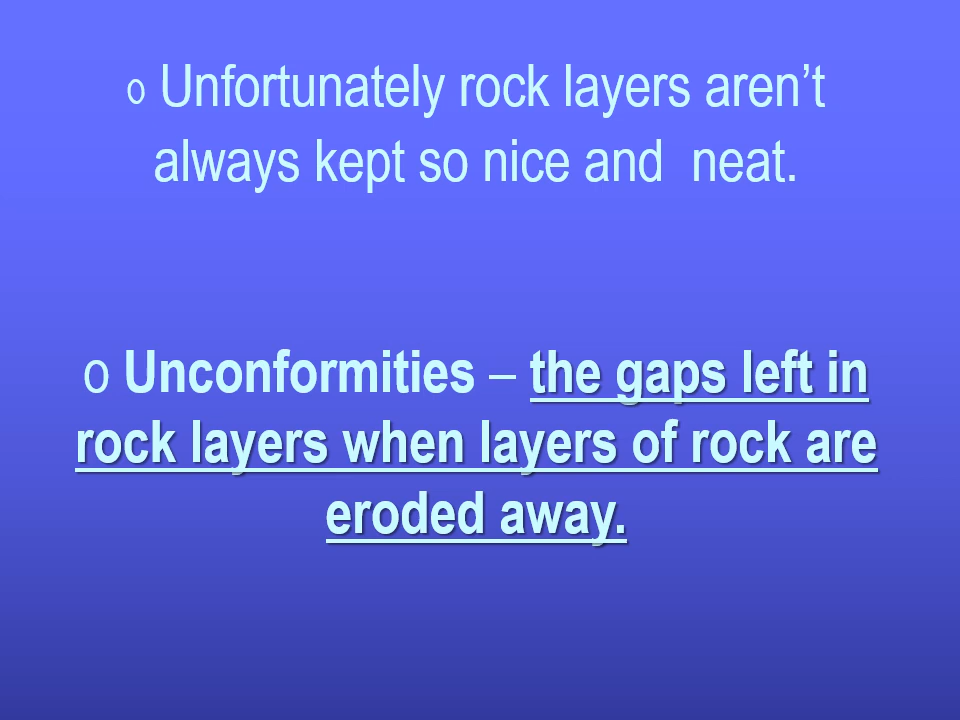 o Unfortunately rock layers aren’t
always kept so nice and  neat.
o Unconformities – the gaps left in
rock layers when layers of rock are
eroded away.